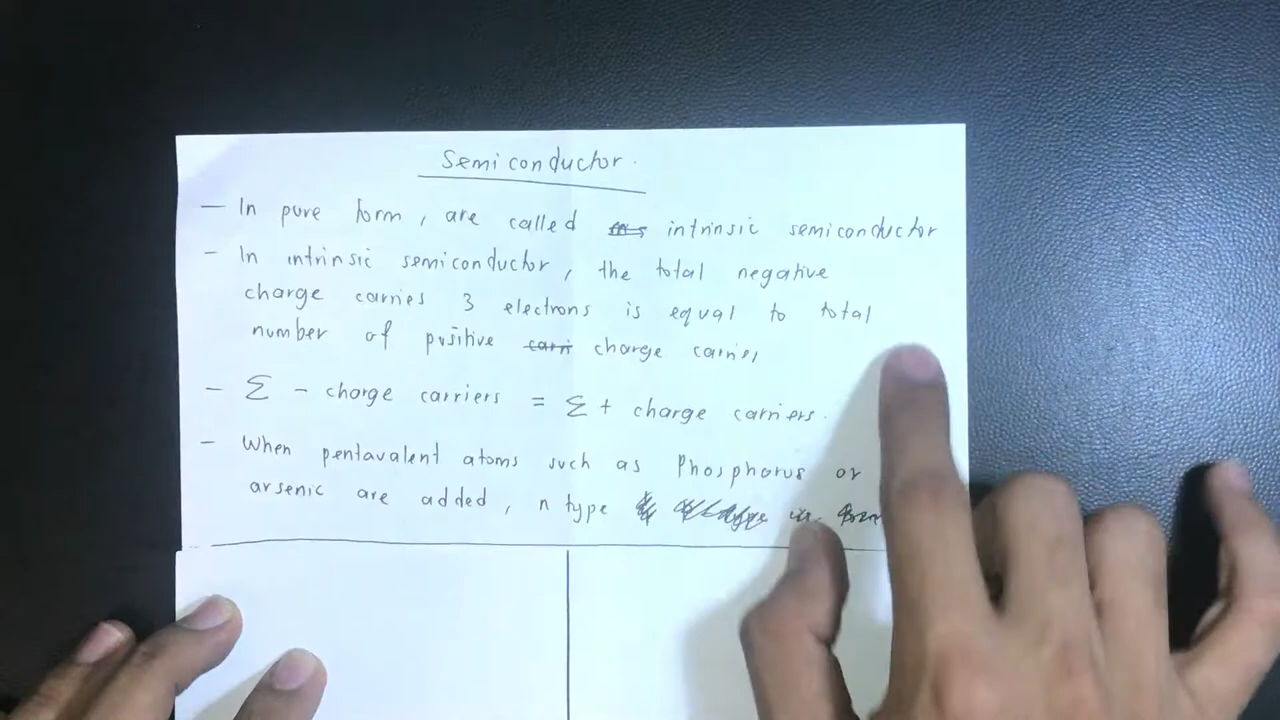 Semiconductor.
— In pure form, are called intrinsic semiconductor
- In intrinsic semiconductor, the total negative
charge carries 3 electrons is equal to total
number of positive charge carrier
- Σ - charge carriers = Σ + charge carriers.
- When pentavalent atoms such as Phosphorus or
arsenic are added, n type